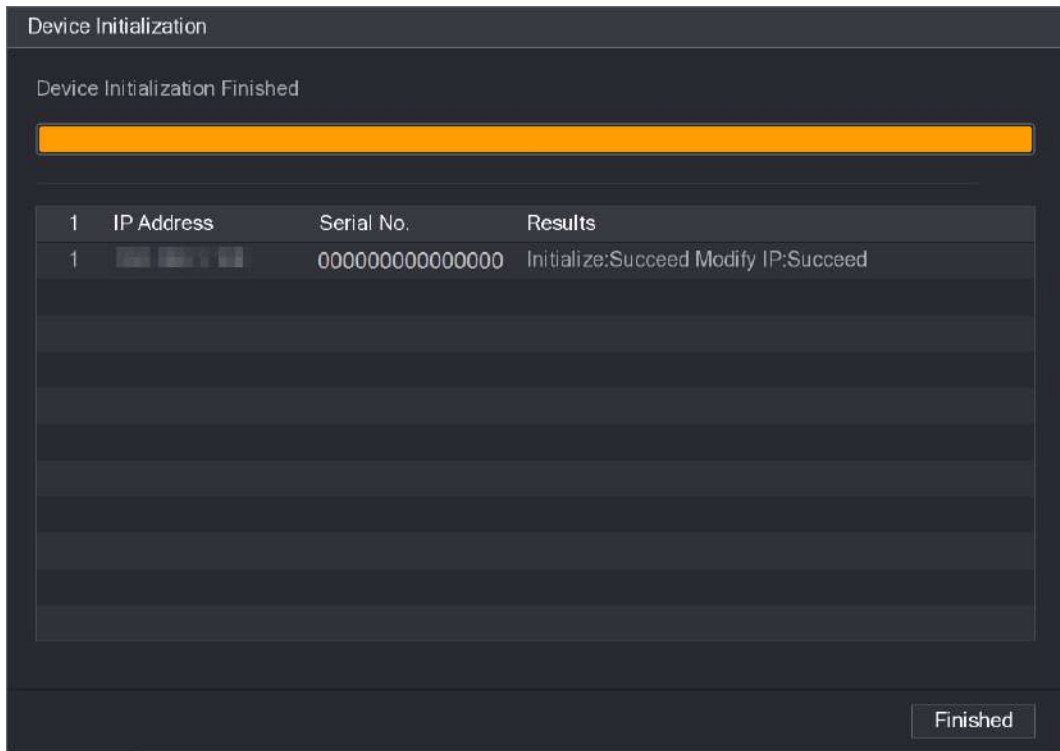 Device Initialization
Device Initialization Finished
1 IP Address Serial No. Results
1 000000000000000 Initialize:Succeed Modify IP:Succeed
Finished